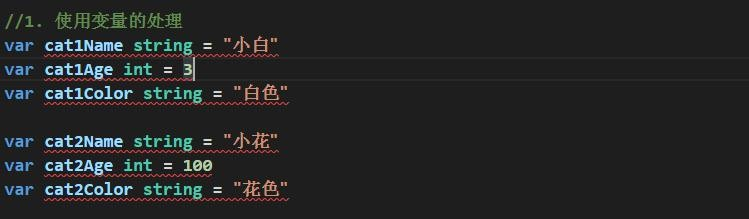 //1. 使用变量的处理
var cat1Name string = "小白"
var cat1Age int = 3
var cat1Color string = "白色"
var cat2Name string = "小花"
var cat2Age int = 100
var cat2Color string = "花色"